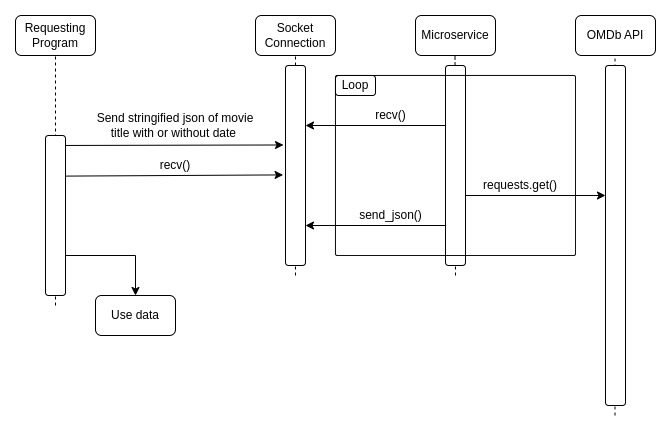 Requesting
Program
Socket
Connection
Microservice
OMDb API
Loop
Send stringified json of movie
title with or without date
recv()
recv()
requests.get()
send_json()
Use data